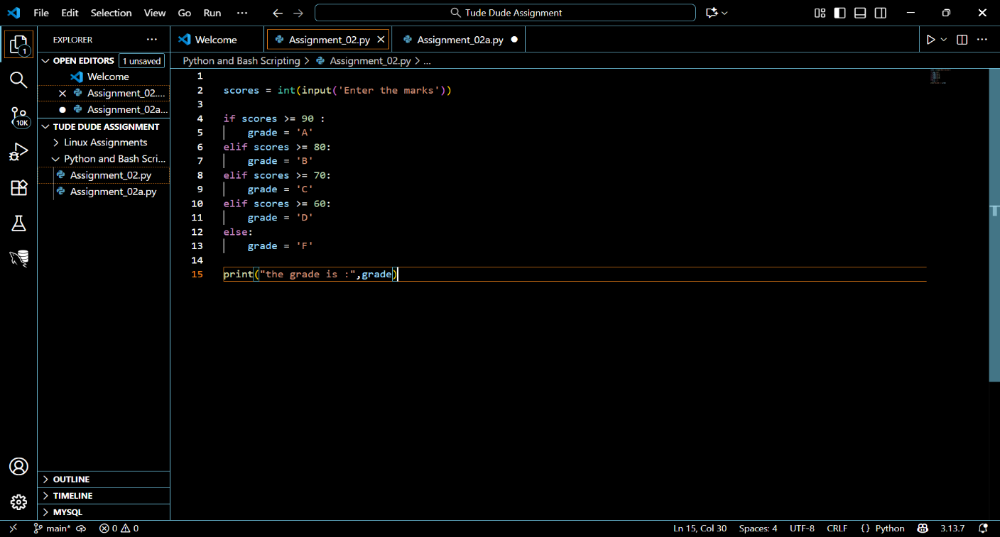 File Edit Selection View Go Run ... Tude Dude Assignment
EXPLORER ...
OPEN EDITORS 1 unsaved
Welcome
Assignment_02....
Assignment_02a...
TUDE DUDE ASSIGNMENT
Linux Assignments
Python and Bash Scri...
Assignment_02.py
Assignment_02a.py
OUTLINE
TIMELINE
MYSQL
1
10K
Welcome Assignment_02.py Assignment_02a.py
Python and Bash Scripting > Assignment_02.py > ...
1
2 scores = int(input('Enter the marks'))
3
4 if scores >= 90 :
5 grade = 'A'
6 elif scores >= 80:
7 grade = 'B'
8 elif scores >= 70:
9 grade = 'C'
10 elif scores >= 60:
11 grade = 'D'
12 else:
13 grade = 'F'
14
15 print("the grade is :",grade)
main* 0 0 Ln 15, Col 30 Spaces: 4 UTF-8 CRLF {} Python 3.13.7